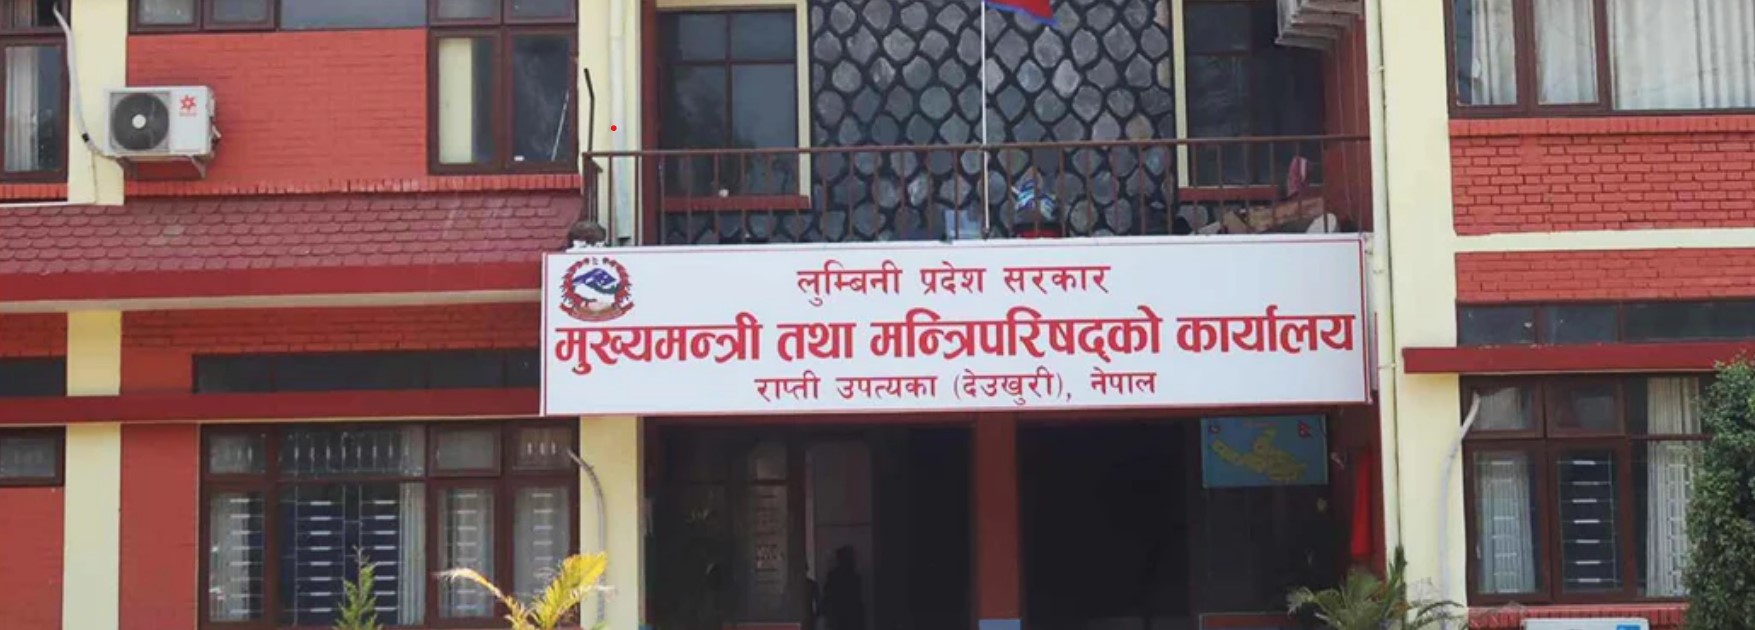 लुम्बिनी प्रदेश सरकार
मुख्यमन्त्री तथा मन्त्रिपरिषद्को कार्यालय
राप्ती उपत्यका (देउखुरी), नेपाल